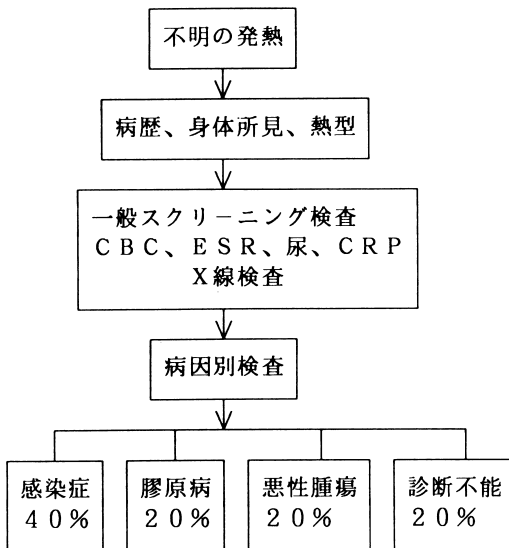 不明の発熱
病歴、身体所見、熱型
一般スクリーニング検査
ＣＢＣ、ＥＳＲ、尿、ＣＲＰ
Ｘ線検査
病因別検査
感染症
４０％
膠原病
２０％
悪性腫瘍
２０％
診断不能
２０％